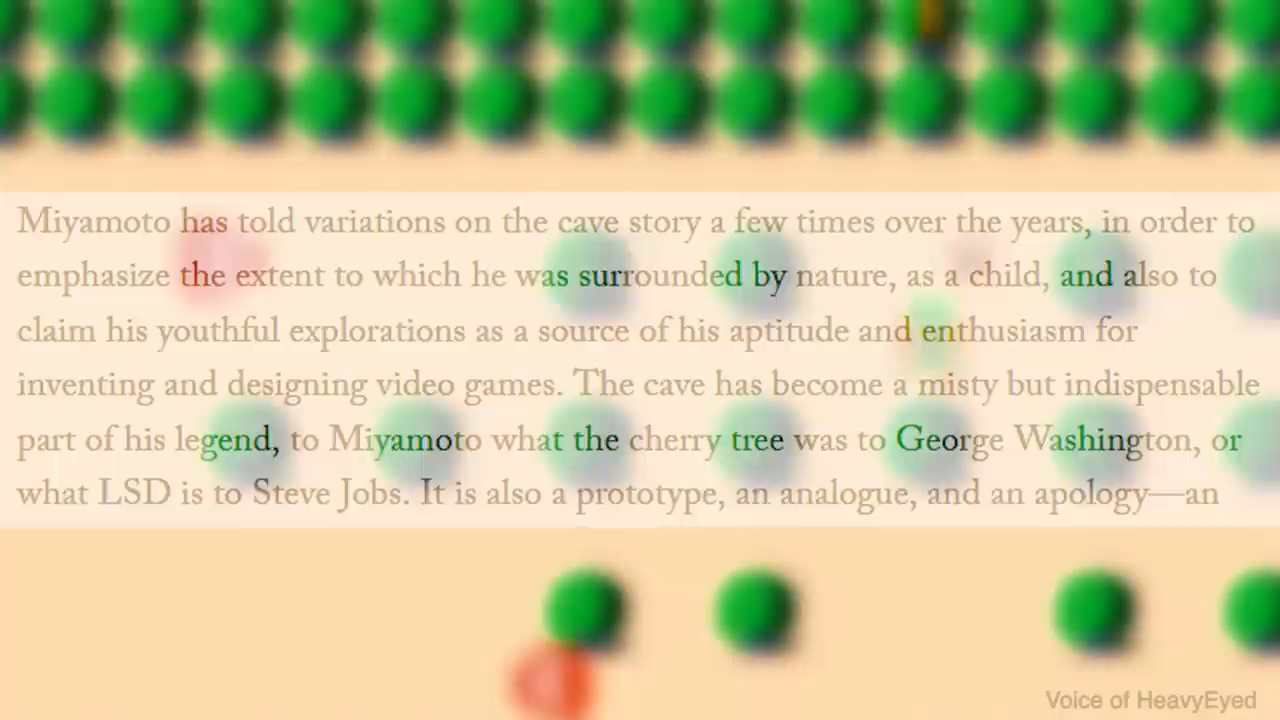 Miyamoto has told variations on the cave story a few times over the years, in order to
emphasize the extent to which he was surrounded by nature, as a child, and also to
claim his youthful explorations as a source of his aptitude and enthusiasm for
inventing and designing video games. The cave has become a misty but indispensable
part of his legend, to Miyamoto what the cherry tree was to George Washington, or
what LSD is to Steve Jobs. It is also a prototype, an analogue, and an apology—an
Voice of HeavyEyed